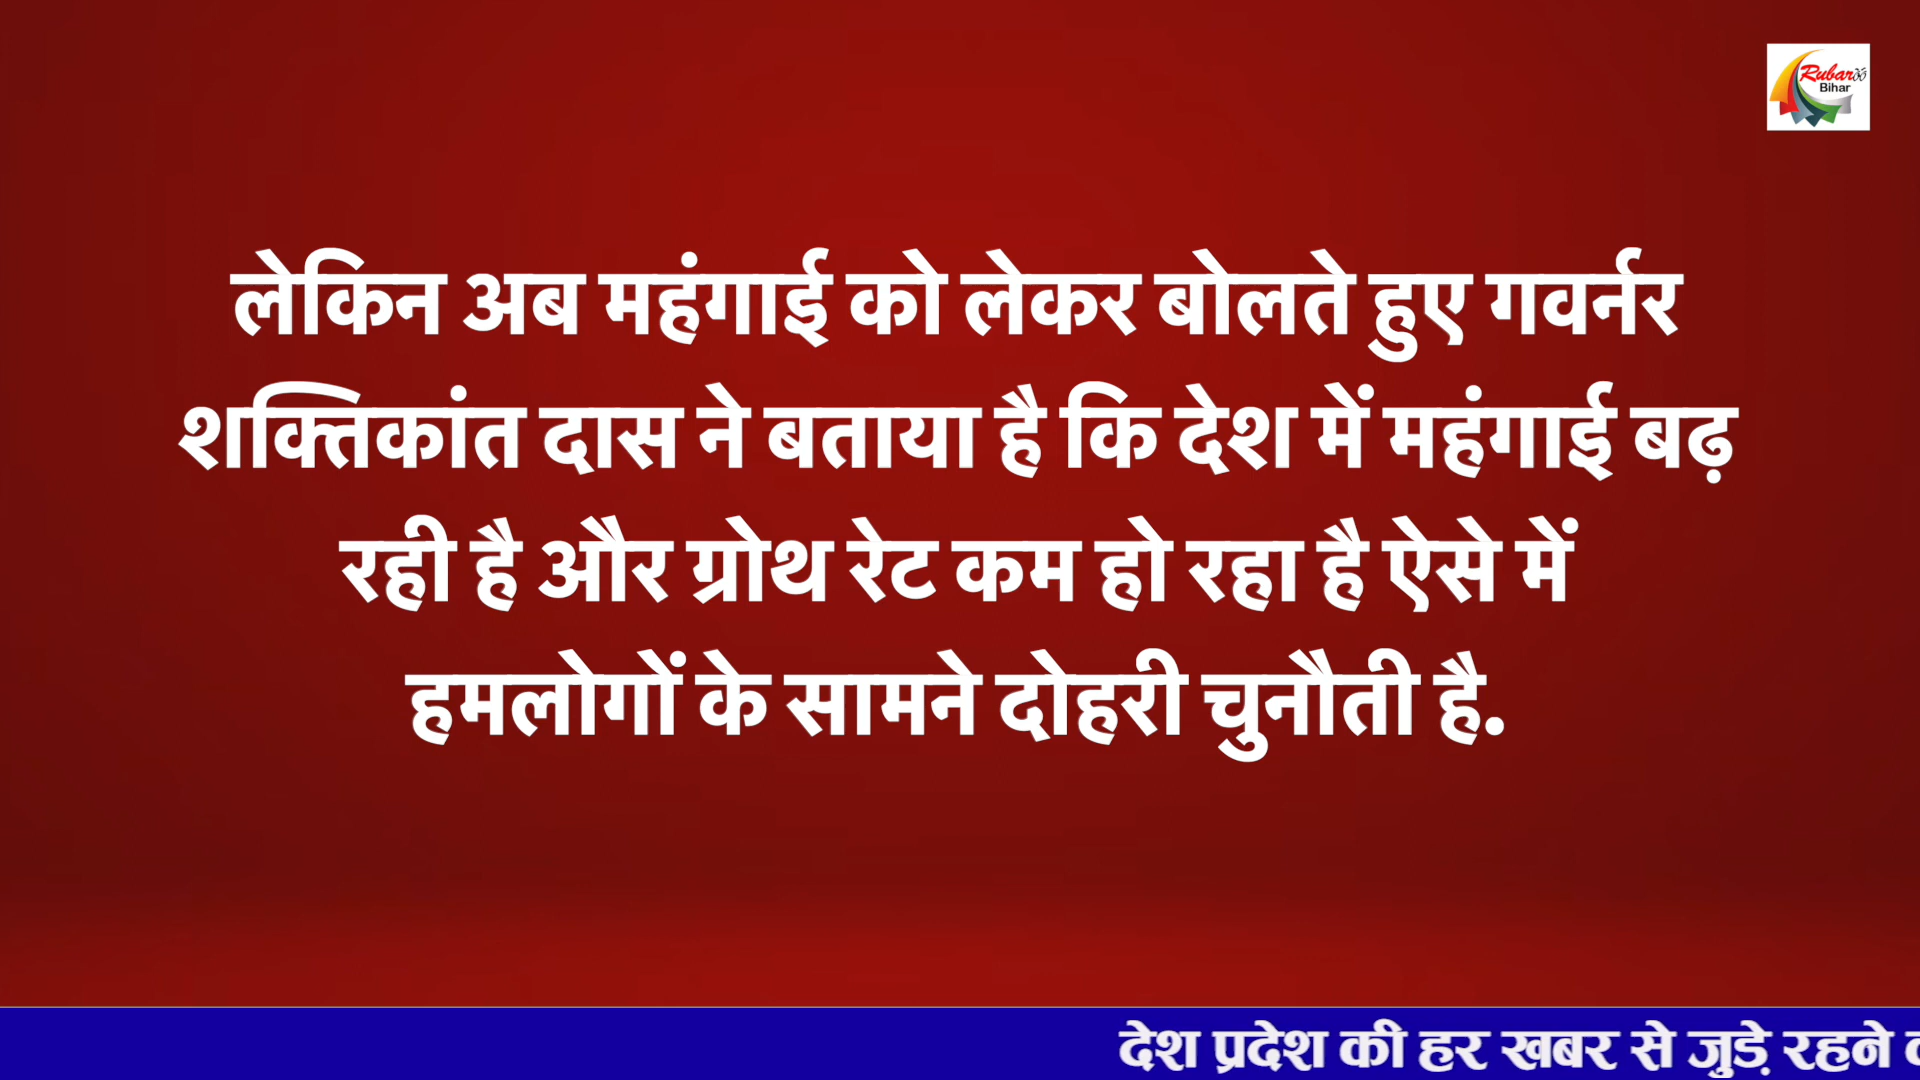 Rubaroo
Bihar
लेकिन अब महंगाई को लेकर बोलते हुए गवर्नर
शक्तिकांत दास ने बताया है कि देश में महंगाई बढ़
रही है और ग्रोथ रेट कम हो रहा है ऐसे में
हमलोगों के सामने दोहरी चुनौती है.
देश प्रदेश की हर खबर से जुड़े रहने